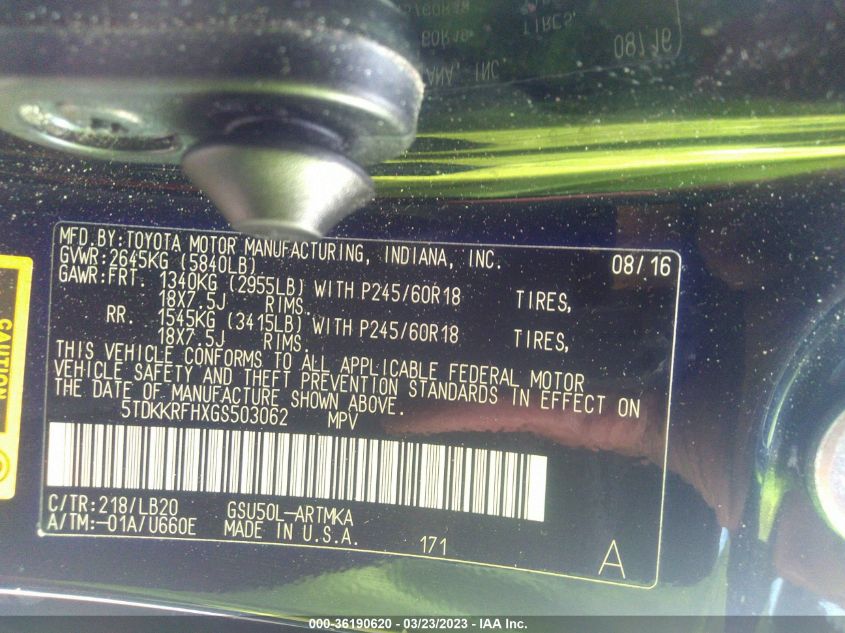 MFD.BY:TOYOTA MOTOR MANUFACTURING, INDIANA, INC. 08/16
GVWR:2645KG (5840LB)
GAWR:FRT. 1340KG (2955LB) WITH P245/60R18 TIRES,
18X7.5J RIMS.
RR. 1545KG (3415LB) WITH P245/60R18 TIRES,
18X7.5J RIMS.
THIS VEHICLE CONFORMS TO ALL APPLICABLE FEDERAL MOTOR
VEHICLE SAFETY AND THEFT PREVENTION STANDARDS IN EFFECT ON
THE DATE OF MANUFACTURE SHOWN ABOVE.
5TDKKRFHXGS503062 MPV
C/TR:218/LB20 GSU50L-ARTMKA
A/TM:-01A/U660E MADE IN U.S.A. 171 A
CAUTION
000-36190620 - 03/23/2023 - IAA Inc.